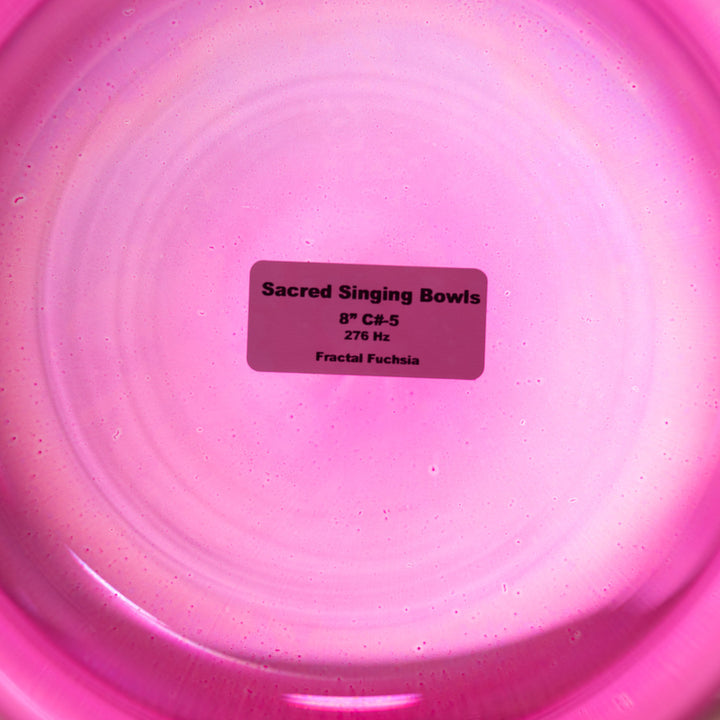 Sacred Singing Bowls
8” C#-5
276 Hz
Fractal Fuchsia